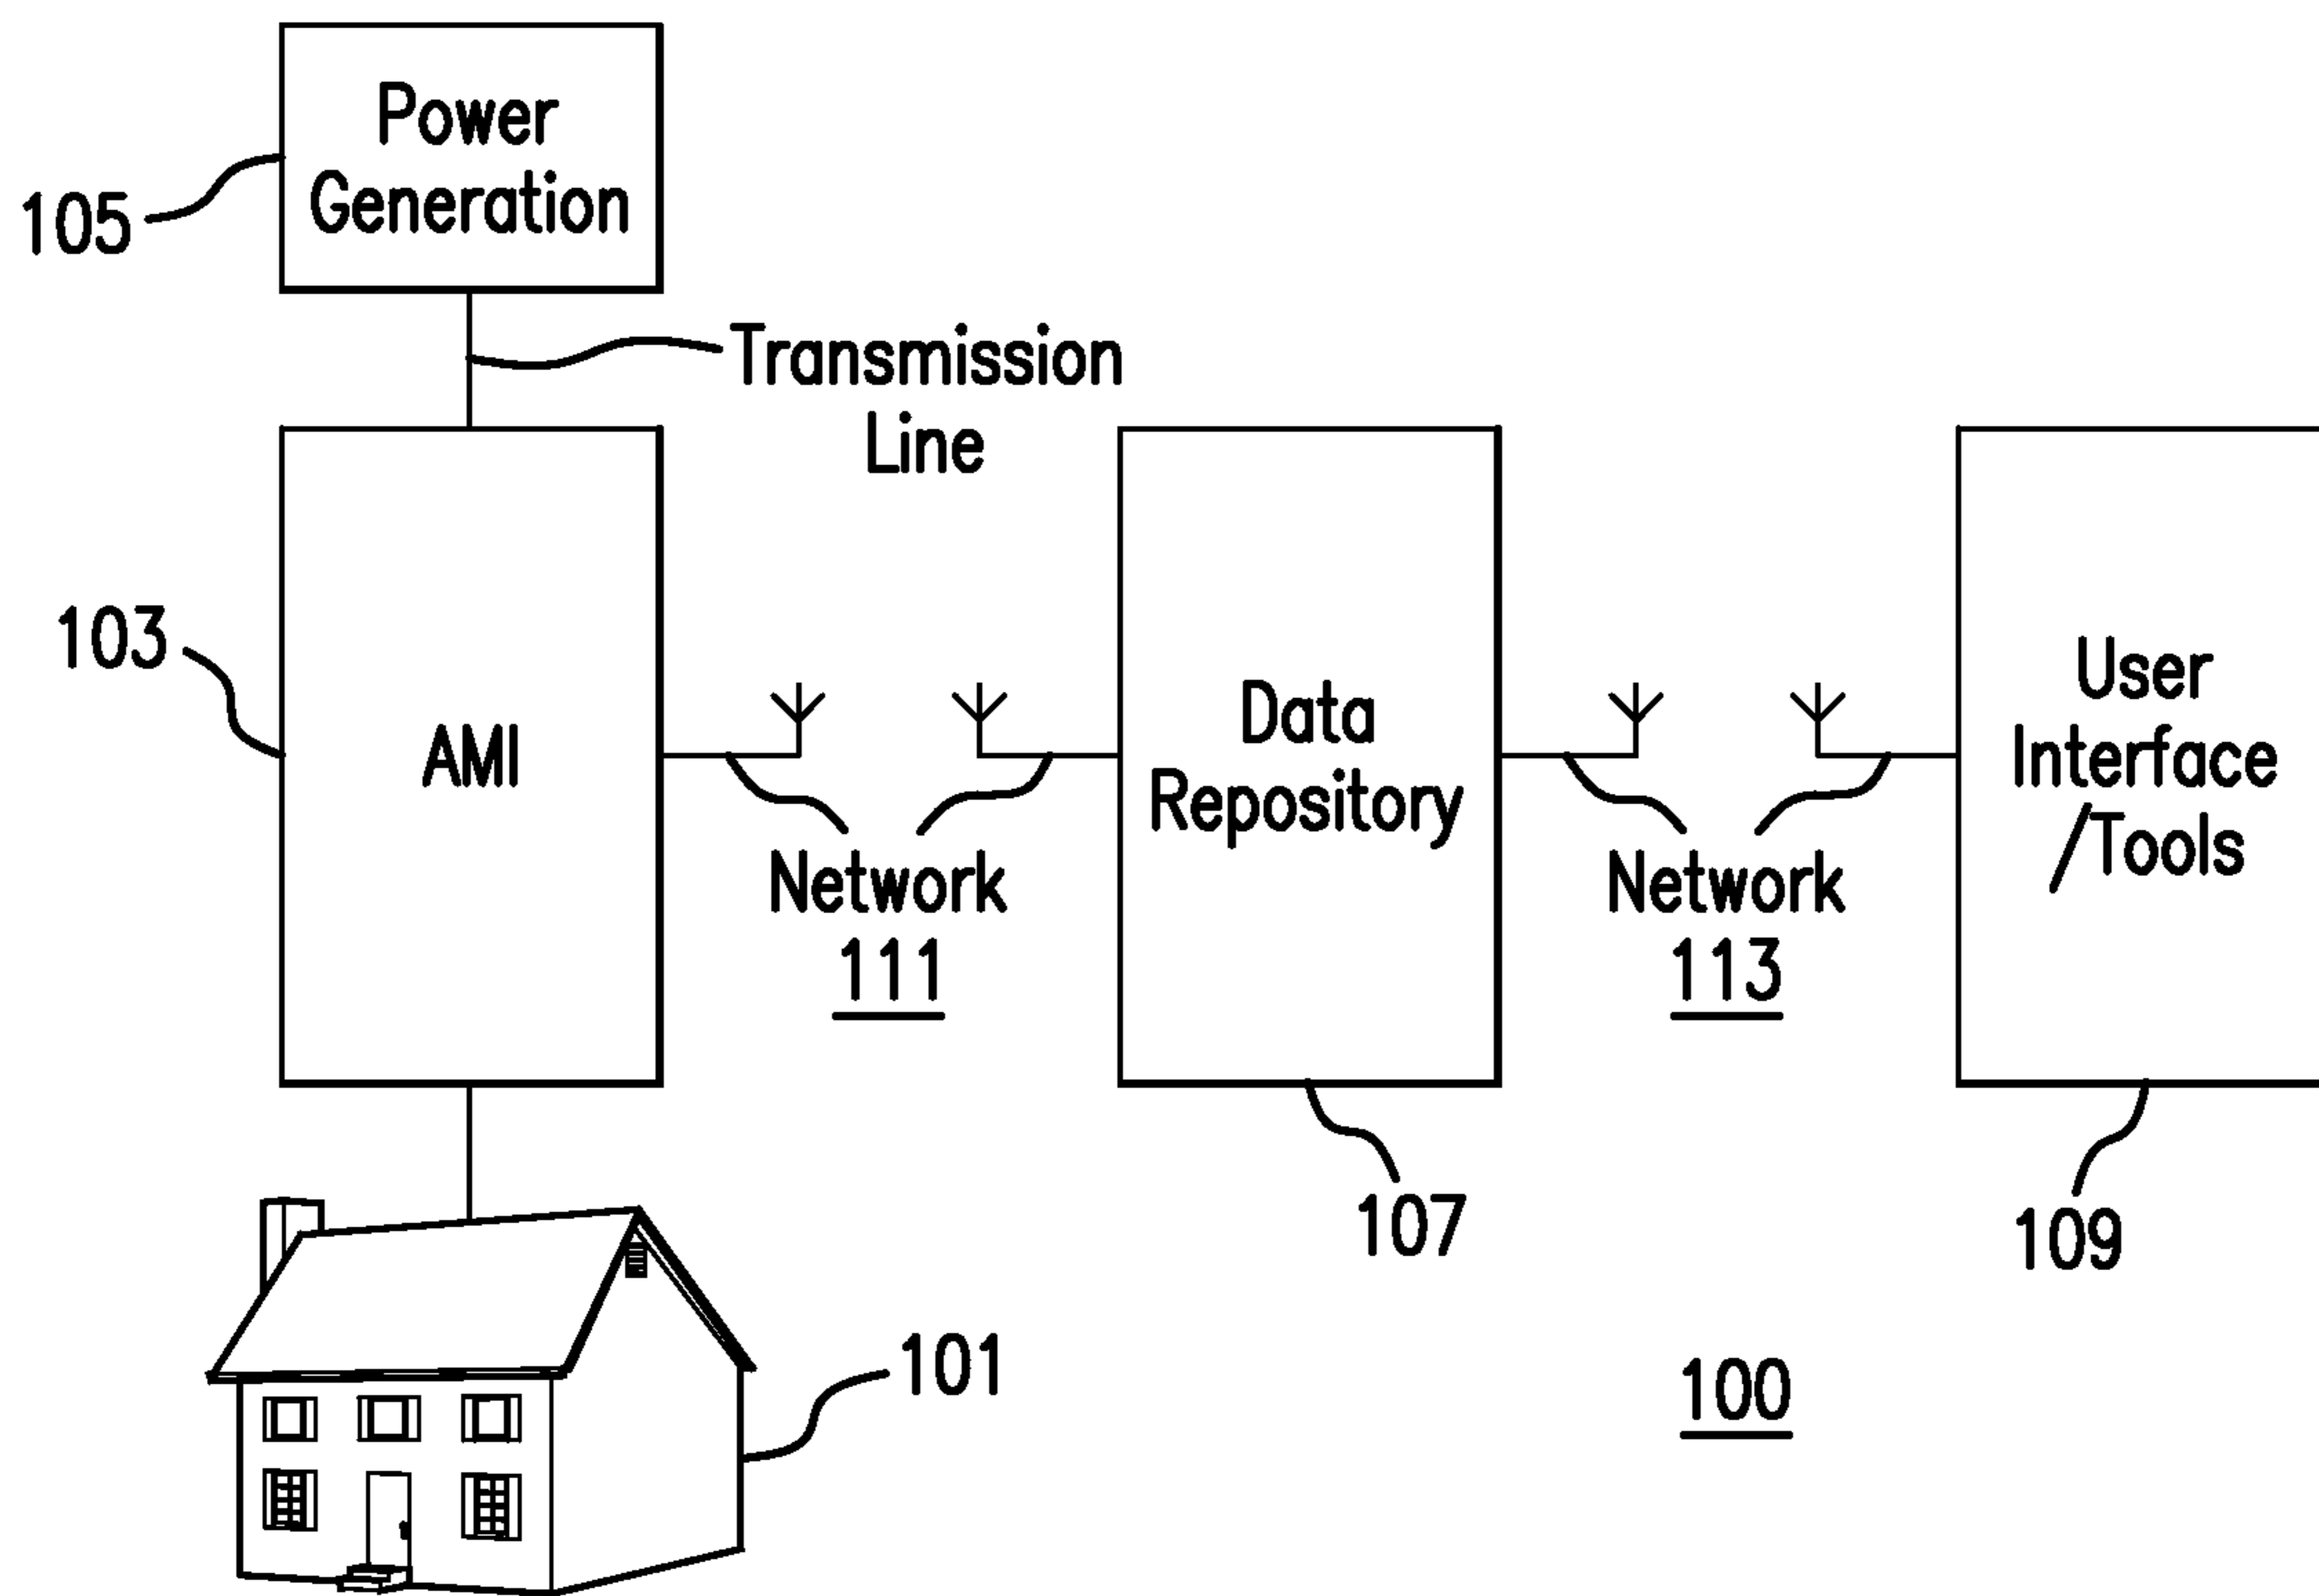 Power
Generation
105
Transmission
Line
103
AMI
Data
Repository
User
Interface
/Tools
Network
111
Network
113
107
109
101
100